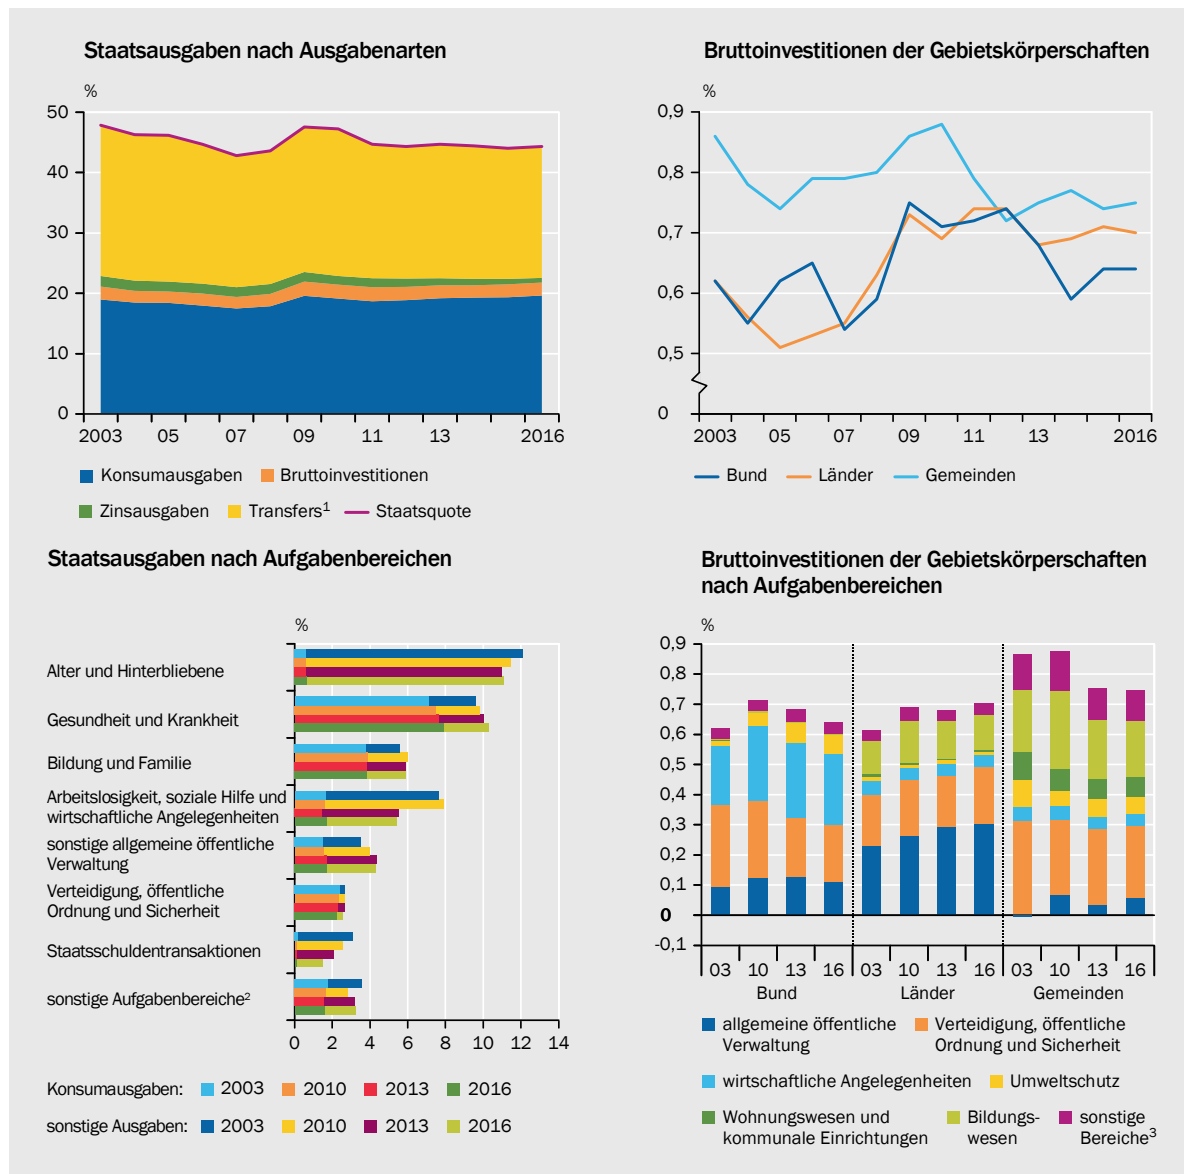 Staatsausgaben nach Ausgabenarten
%
50
40
30
20
10
0
2003 05 07 09 11 13 2016
Konsumausgaben Bruttoinvestitionen
Zinsausgaben Transfers¹ Staatsquote
Bruttoinvestitionen der Gebietskörperschaften
%
0,9
0,8
0,7
0,6
0,5
0
2003 05 07 09 11 13 2016
Bund Länder Gemeinden
Staatsausgaben nach Aufgabenbereichen
%
Alter und Hinterbliebene
Gesundheit und Krankheit
Bildung und Familie
Arbeitslosigkeit, soziale Hilfe und
wirtschaftliche Angelegenheiten
sonstige allgemeine öffentliche
Verwaltung
Verteidigung, öffentliche
Ordnung und Sicherheit
Staatsschuldentransaktionen
sonstige Aufgabenbereiche²
0 2 4 6 8 10 12 14
Konsumausgaben: 2003 2010 2013 2016
sonstige Ausgaben: 2003 2010 2013 2016
Bruttoinvestitionen der Gebietskörperschaften
nach Aufgabenbereichen
%
0,9
0,8
0,7
0,6
0,5
0,4
0,3
0,2
0,1
0
-0,1
03 10 13 16 03 10 13 16 03 10 13 16
Bund Länder Gemeinden
allgemeine öffentliche Verteidigung, öffentliche
Verwaltung Ordnung und Sicherheit
wirtschaftliche Angelegenheiten Umweltschutz
Wohnungswesen und Bildungs- sonstige
kommunale Einrichtungen wesen Bereiche³